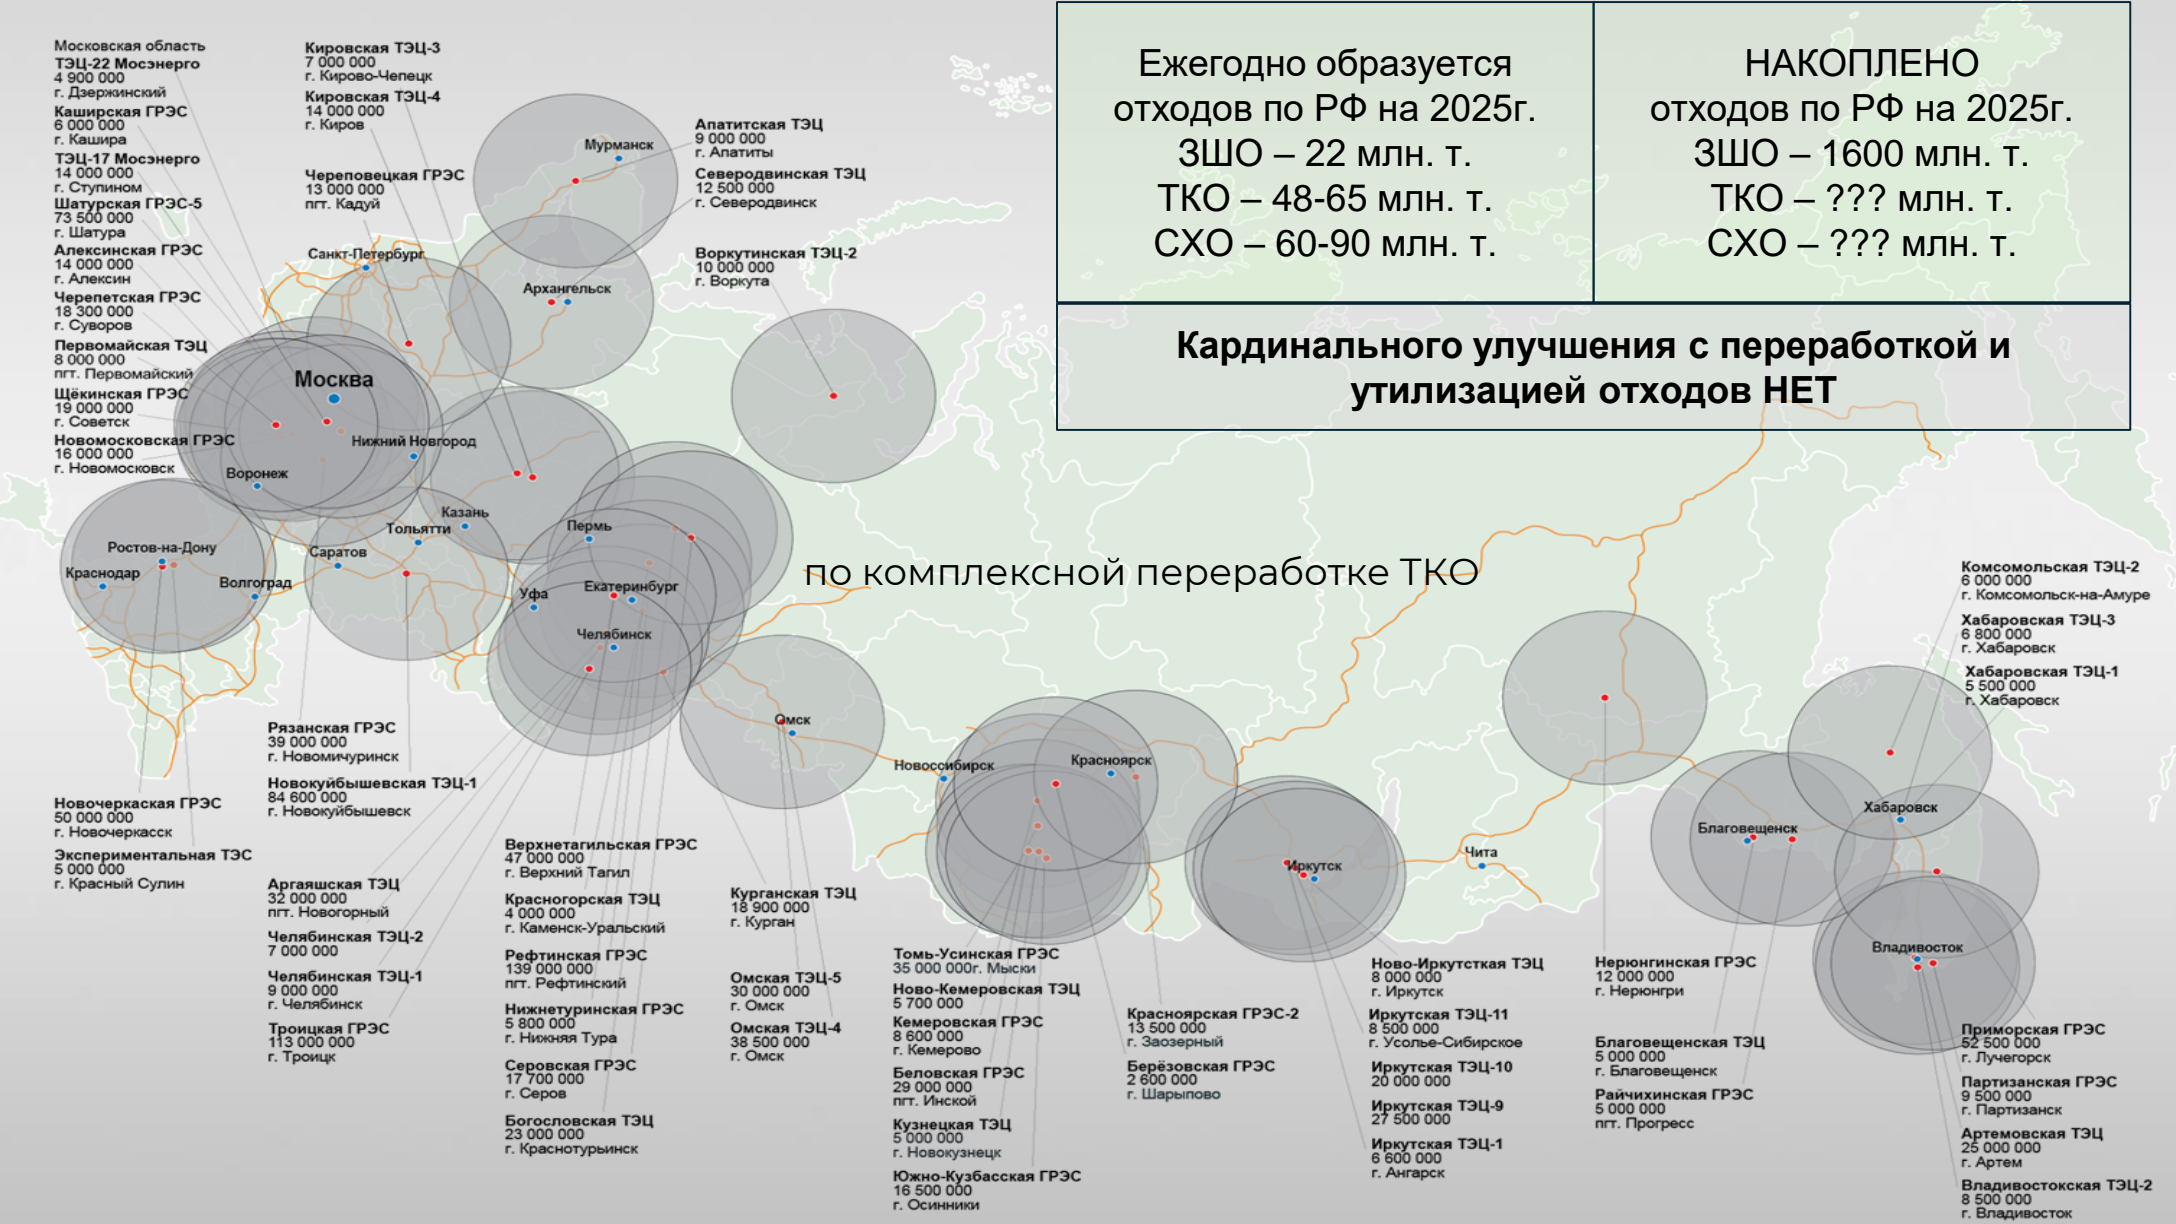 Московская область
ТЭЦ-22 Мосэнерго
4 900 000
г. Дзержинский
Каширская ГРЭС
6 000 000
г. Кашира
ТЭЦ-17 Мосэнерго
14 000 000
г. Ступином
Шатурская ГРЭС-5
73 500 000
г. Шатура
Алексинская ГРЭС
14 000 000
г. Алексин
Черепетская ГРЭС
18 300 000
г. Суворов
Первомайская ТЭЦ
8 000 000
пгт. Первомайский
Щёкинская ГРЭС
19 000 000
г. Советск
Новомосковская ГРЭС
16 000 000
г. Новомосковск
Кировская ТЭЦ-3
7 000 000
г. Кирово-Чепецк
Кировская ТЭЦ-4
14 000 000
г. Киров
Череповецкая ГРЭС
13 000 000
пгт. Кадуй
Апатитская ТЭЦ
9 000 000
г. Апатиты
Северодвинская ТЭЦ
12 500 000
г. Северодвинск
Воркутинская ТЭЦ-2
10 000 000
г. Воркута
Ежегодно образуется
отходов по РФ на 2025г.
ЗШО – 22 млн. т.
ТКО – 48-65 млн. т.
СХО – 60-90 млн. т.
НАКОПЛЕНО
отходов по РФ на 2025г.
ЗШО – 1600 млн. т.
ТКО – ??? млн. т.
СХО – ??? млн. т.
Кардинального улучшения с переработкой и
утилизацией отходов НЕТ
Мурманск
Санкт-Петербург
Архангельск
Москва
Нижний Новгород
Воронеж
Казань
Тольятти
Пермь
Ростов-на-Дону
Саратов
Краснодар
Волгоград
Уфа
Екатеринбург
Челябинск
по комплексной переработке ТКО
Омск
Новоссибирск
Красноярск
Иркутск
Чита
Благовещенск
Хабаровск
Владивосток
Комсомольская ТЭЦ-2
6 000 000
г. Комсомольск-на-Амуре
Хабаровская ТЭЦ-3
6 800 000
г. Хабаровск
Хабаровская ТЭЦ-1
5 500 000
г. Хабаровск
Новочеркаская ГРЭС
50 000 000
г. Новочеркасск
Экспериментальная ТЭС
5 000 000
г. Красный Сулин
Рязанская ГРЭС
39 000 000
г. Новомичуринск
Новокуйбышевская ТЭЦ-1
84 600 000
г. Новокуйбышевск
Аргаяшская ТЭЦ
32 000 000
пгт. Новогорный
Челябинская ТЭЦ-2
7 000 000
Челябинская ТЭЦ-1
9 000 000
г. Челябинск
Троицкая ГРЭС
113 000 000
г. Троицк
Верхнетагильская ГРЭС
47 000 000
г. Верхний Тагил
Красногорская ТЭЦ
4 000 000
г. Каменск-Уральский
Рефтинская ГРЭС
139 000 000
пгт. Рефтинский
Нижнетуринская ГРЭС
5 800 000
г. Нижняя Тура
Серовская ГРЭС
17 700 000
г. Серов
Богословская ТЭЦ
23 000 000
г. Краснотурьинск
Курганская ТЭЦ
18 900 000
г. Курган
Омская ТЭЦ-5
30 000 000
г. Омск
Омская ТЭЦ-4
38 500 000
г. Омск
Томь-Усинская ГРЭС
35 000 000г. Мыски
Ново-Кемеровская ТЭЦ
5 700 000
Кемеровская ГРЭС
8 600 000
г. Кемерово
Беловская ГРЭС
29 000 000
пгт. Инской
Кузнецкая ТЭЦ
5 000 000
г. Новокузнецк
Южно-Кузбасская ГРЭС
16 500 000
г. Осинники
Красноярская ГРЭС-2
13 500 000
г. Заозерный
Берёзовская ГРЭС
2 600 000
г. Шарыпово
Ново-Иркутсткая ТЭЦ
8 000 000
г. Иркутск
Иркутская ТЭЦ-11
8 500 000
г. Усолье-Сибирское
Иркутская ТЭЦ-10
20 000 000
Иркутская ТЭЦ-9
27 500 000
Иркутская ТЭЦ-1
6 600 000
г. Ангарск
Нерюнгинская ГРЭС
12 000 000
г. Нерюнгри
Благовещенская ТЭЦ
5 000 000
г. Благовещенск
Райчихинская ГРЭС
5 000 000
пгт. Прогресс
Приморская ГРЭС
52 500 000
г. Лучегорск
Партизанская ГРЭС
9 500 000
г. Партизанск
Артемовская ТЭЦ
25 000 000
г. Артем
Владивостокская ТЭЦ-2
8 500 000
г. Владивосток